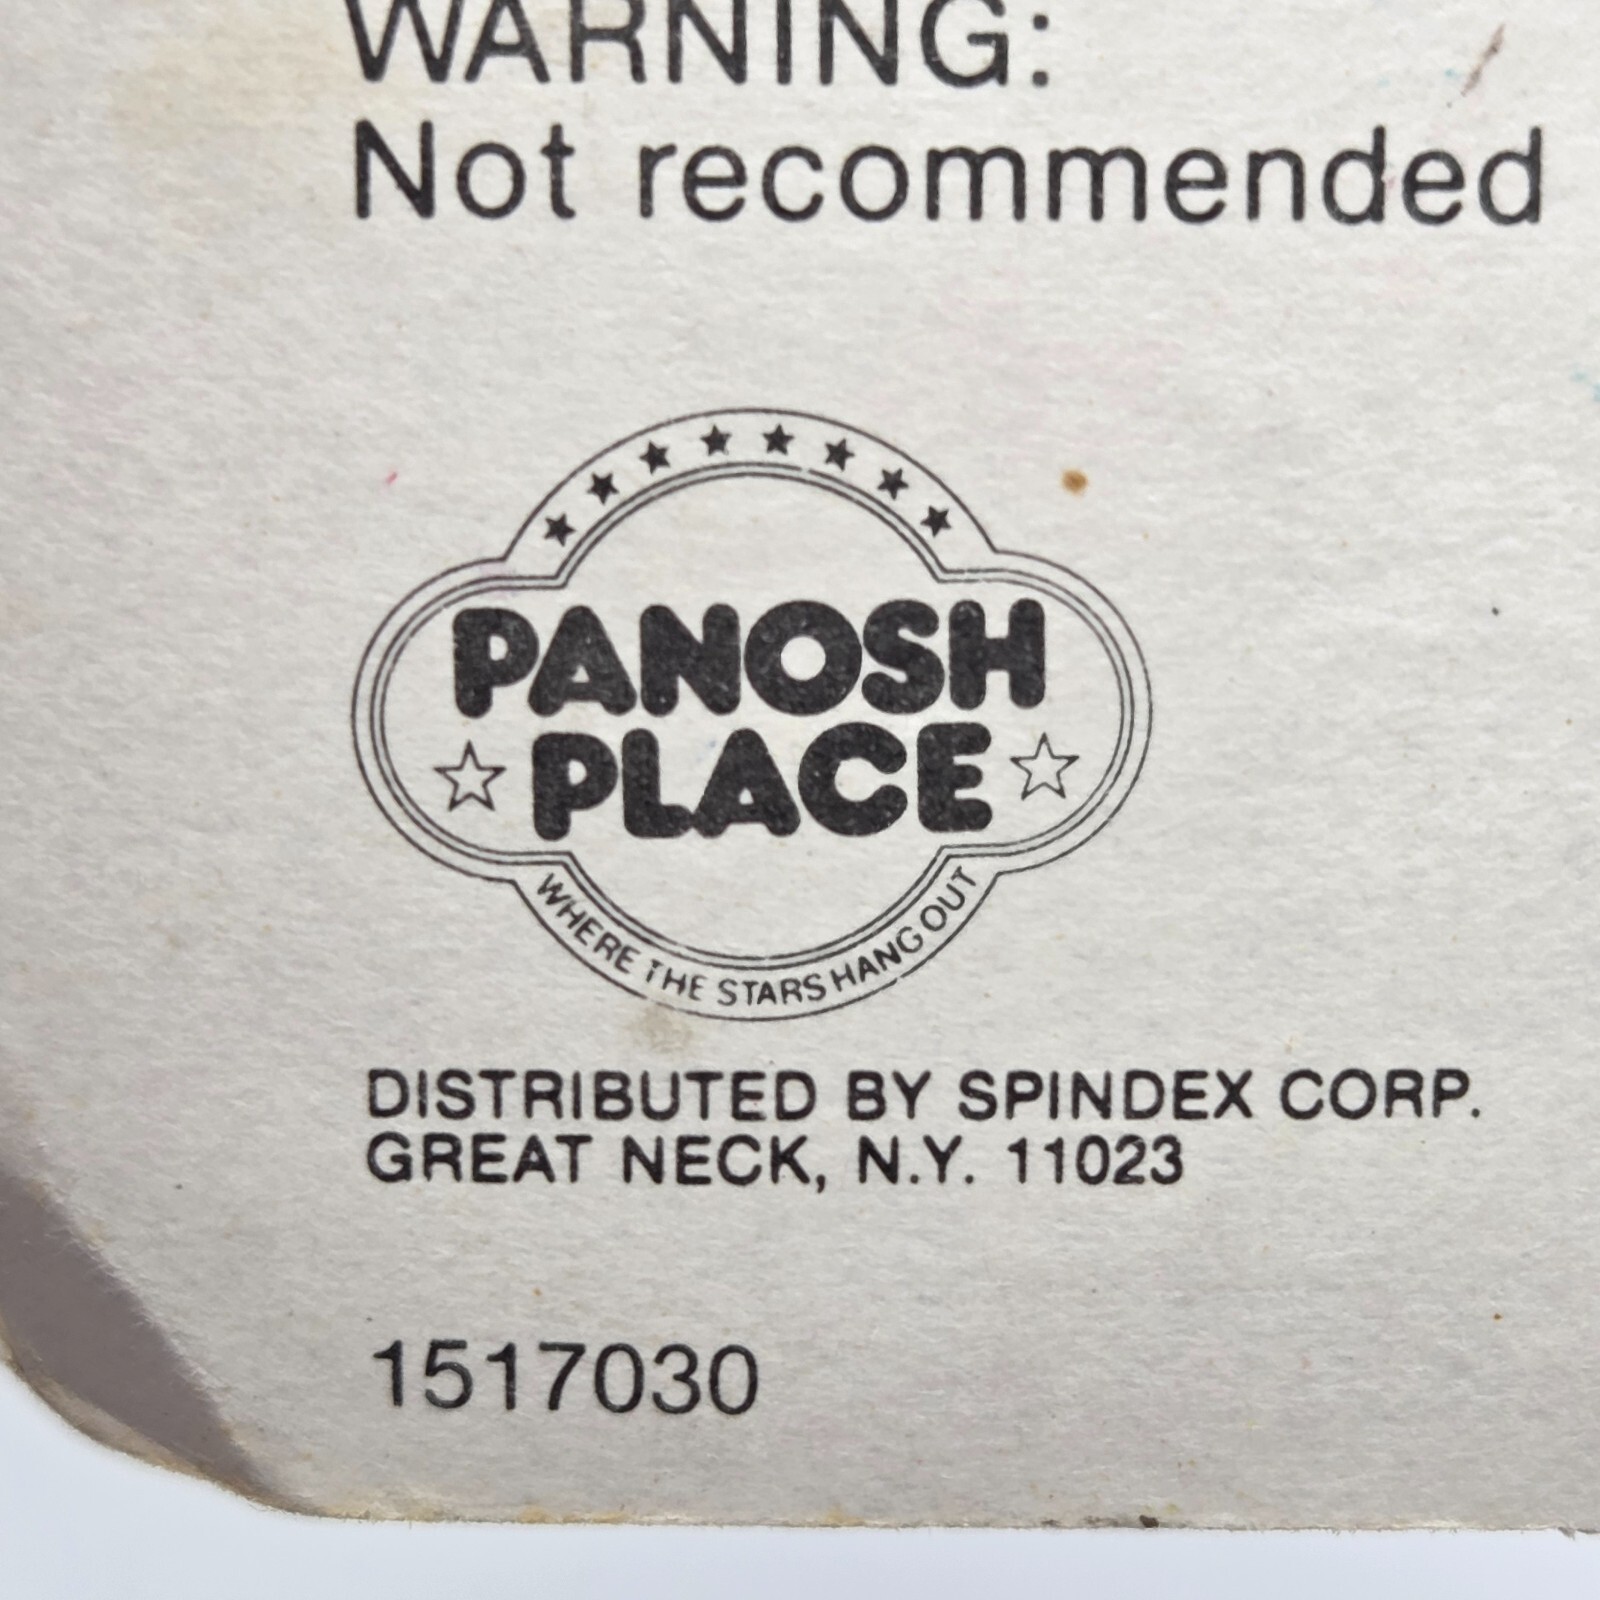 WARNING:
Not recommended
PANOSH
PLACE
WHERE THE STARS HANG OUT
DISTRIBUTED BY SPINDEX CORP.
GREAT NECK, N.Y. 11023
1517030